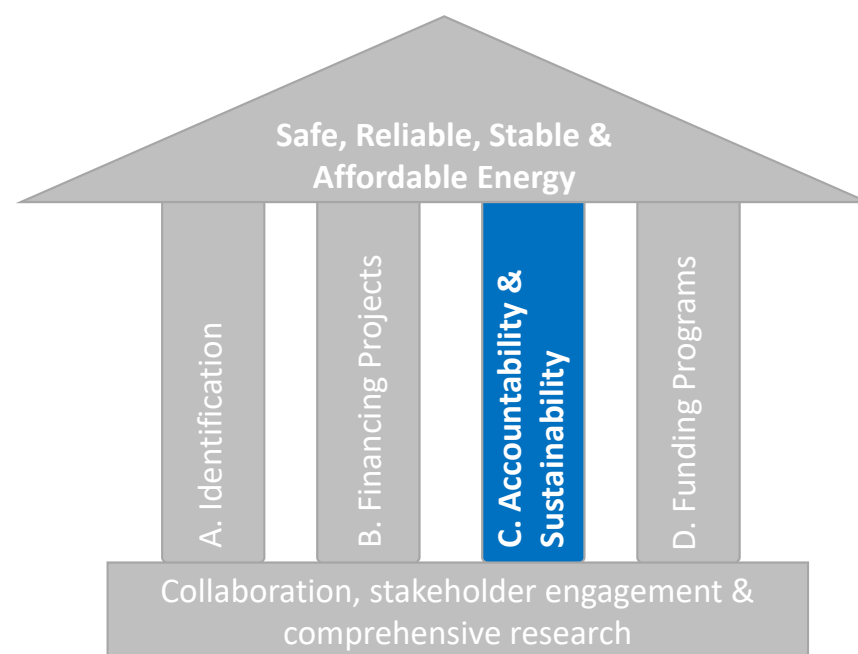 Safe, Reliable, Stable &
Affordable Energy
A. Identification
B. Financing Projects
C. Accountability &
Sustainability
D. Funding Programs
Collaboration, stakeholder engagement &
comprehensive research